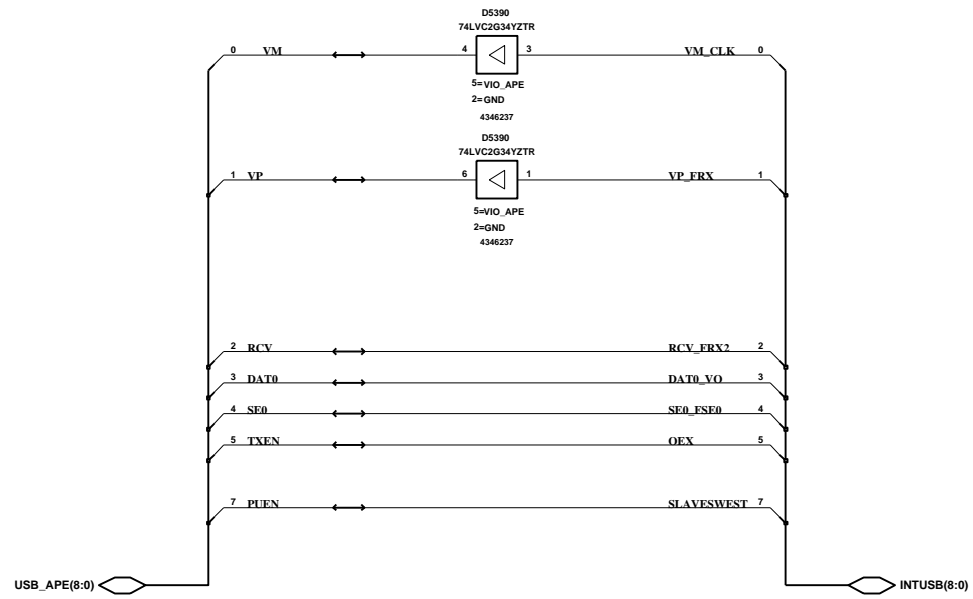 D5390
74LVC2G34YZTR
0 VM 4 3 VM_CLK 0
5=VIO_APE
2=GND
4346237
D5390
74LVC2G34YZTR
1 VP 6 1 VP_FRX 1
5=VIO_APE
2=GND
4346237
2 RCV RCV_FRX2 2
3 DAT0 DAT0_VO 3
4 SE0 SE0_FSE0 4
5 TXEN OEX 5
7 PUEN SLAVESWEST 7
USB_APE(8:0) INTUSB(8:0)